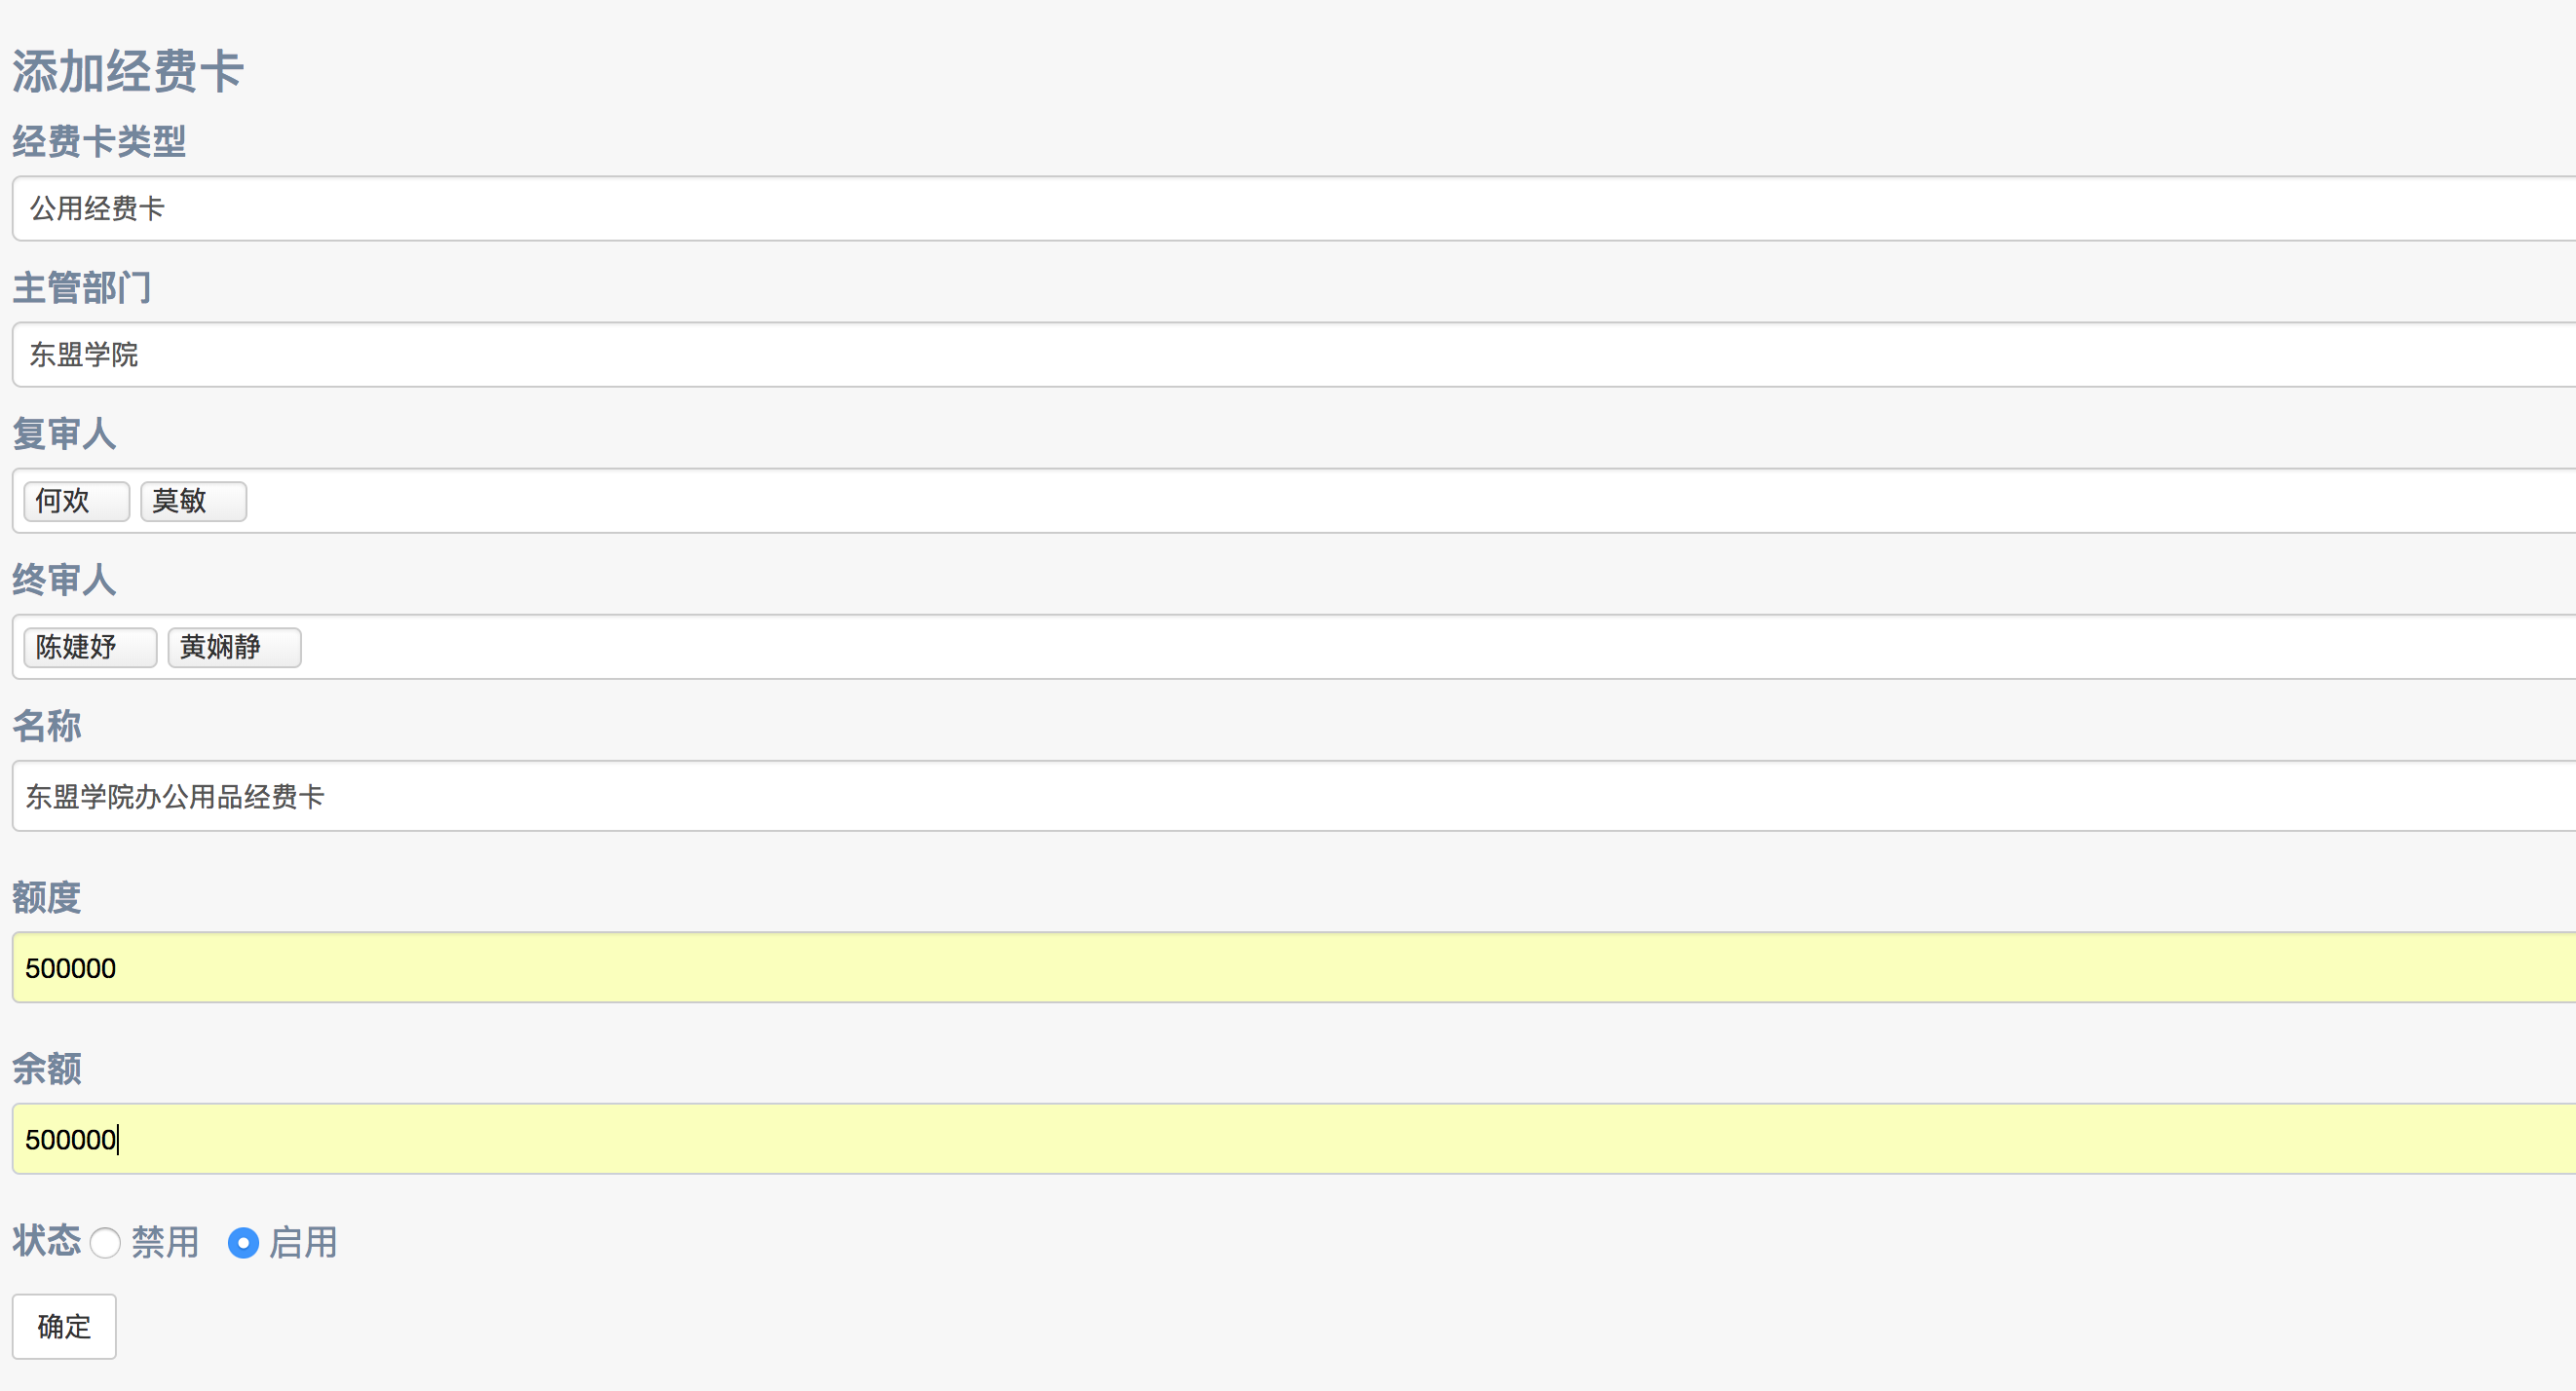 添加经费卡
经费卡类型
公用经费卡
主管部门
东盟学院
复审人
何欢 莫敏
终审人
陈婕妤 黄娴静
名称
东盟学院办公用品经费卡
额度
500000
余额
500000
状态 禁用 启用
确定